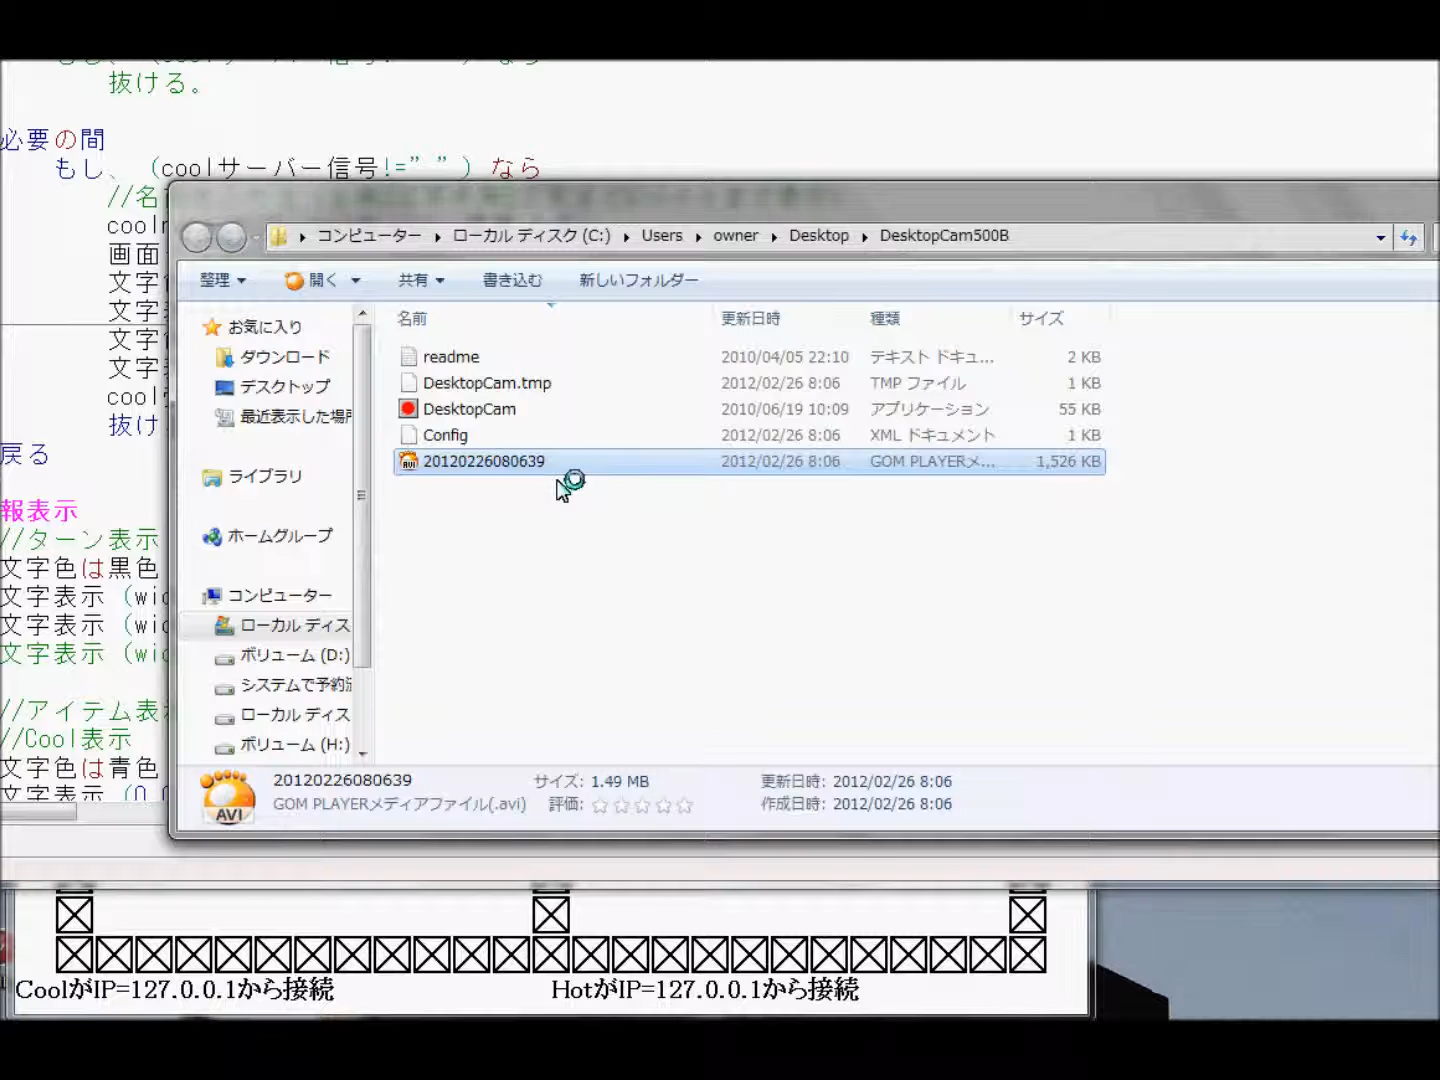 抜ける。
必要の間
もし、(coolサーバー信号!="") なら
//名
cool
画面
文字
文字
文字
文字
cool
抜け
戻る
報表示
//ターン表示
文字色は黒色
文字表示 (wid
文字表示 (wid
文字表示 (wid
//アイテム表
//Cool表示
文字色は青色
文字表示 (0,0
コンピューター ▸ ローカル ディスク (C:) ▸ Users ▸ owner ▸ Desktop ▸ DesktopCam500B
整理 開く 共有 書き込む 新しいフォルダー
お気に入り
ダウンロード
デスクトップ
最近表示した場所
ライブラリ
ホームグループ
コンピューター
ローカル ディス
ボリューム (D:)
システムで予約済
ローカル ディス
ボリューム (H:)
名前 更新日時 種類 サイズ
readme 2010/04/05 22:10 テキスト ドキュ... 2 KB
DesktopCam.tmp 2012/02/26 8:06 TMP ファイル 1 KB
DesktopCam 2010/06/19 10:09 アプリケーション 55 KB
Config 2012/02/26 8:06 XML ドキュメント 1 KB
20120226080639 2012/02/26 8:06 GOM PLAYERメ... 1,526 KB
AVI
20120226080639 サイズ: 1.49 MB 更新日時: 2012/02/26 8:06
GOM PLAYERメディアファイル(.avi) 評価: ☆☆☆☆☆ 作成日時: 2012/02/26 8:06
CoolがIP=127.0.0.1から接続 HotがIP=127.0.0.1から接続